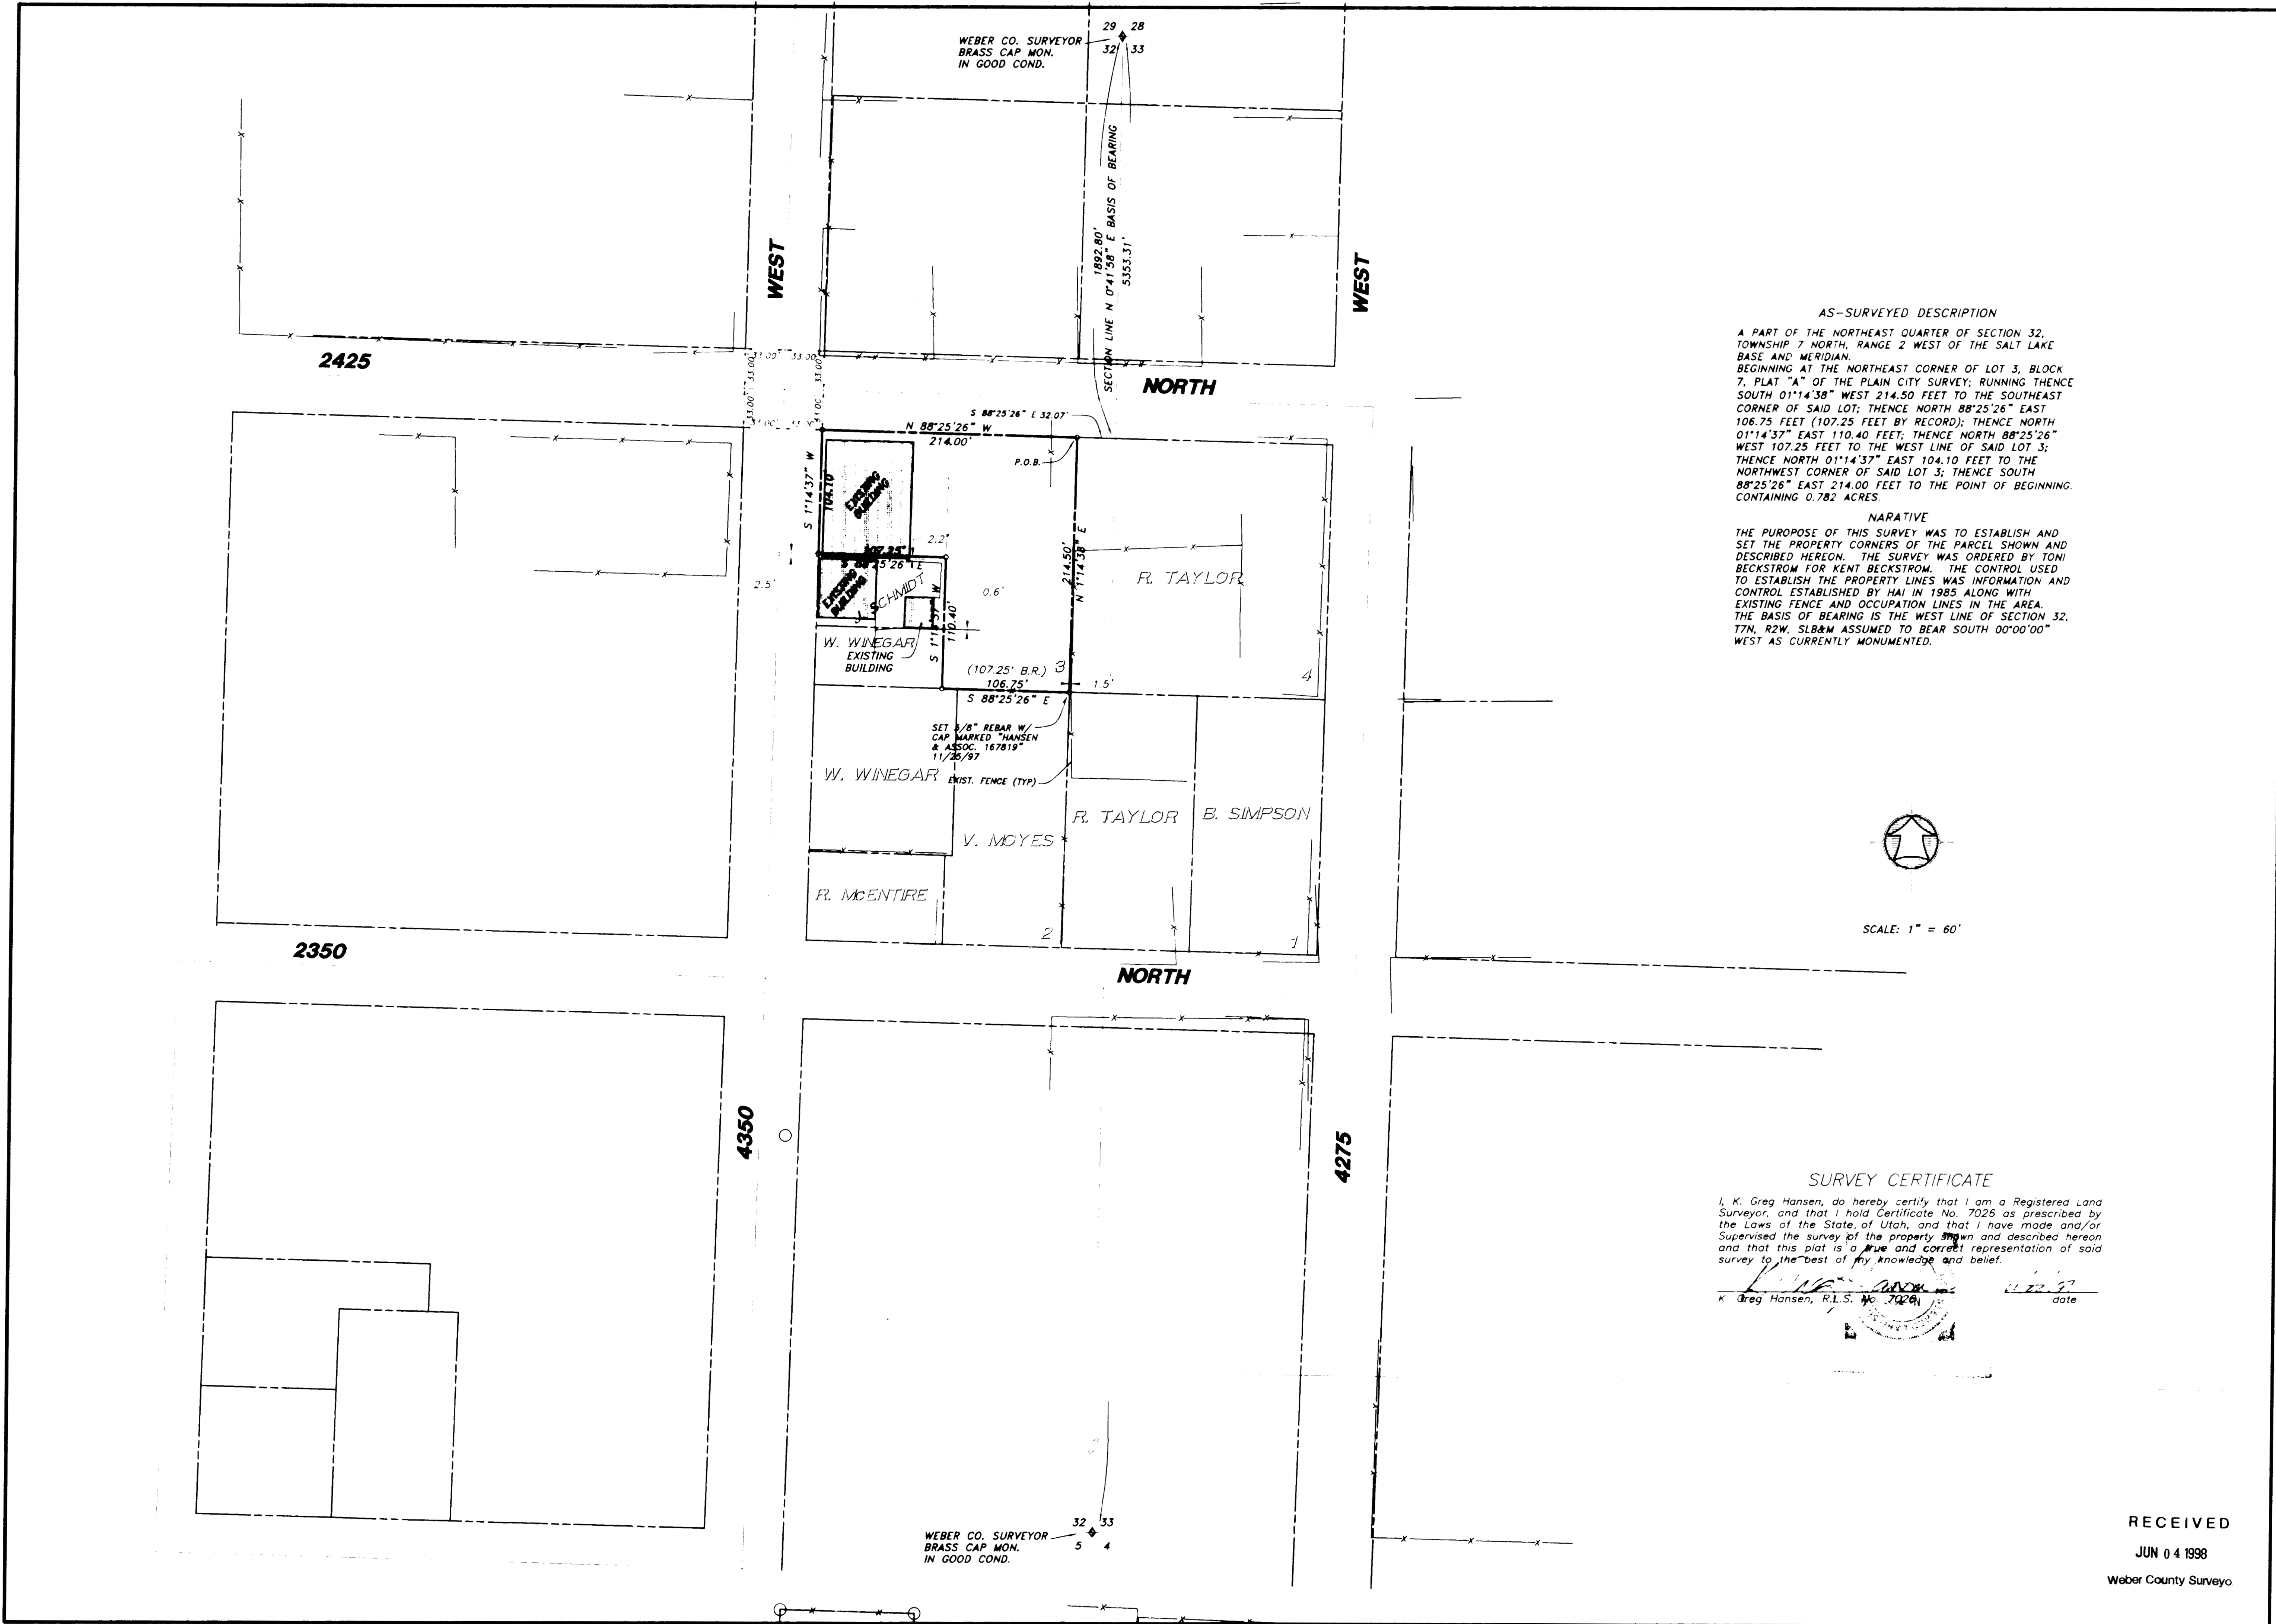 29 28
32 33
WEBER CO. SURVEYOR
BRASS CAP MON.
IN GOOD COND.
SECTION LINE N 0°41'58" E BASIS OF BEARING
1892.80'
5353.31'
WEST
WEST
2425
NORTH
33.00' 33.00'
33.00' 33.00'
33.00'
S 88°25'26" E 32.07'
N 88°25'26" W
214.00'
P.O.B.
S 1°14'37" W
104.10'
EXISTING
BUILDING
107.25'
S 88°25'26" E
2.2'
2.5'
EXISTING
BUILDING
J. SCHMIDT
0.6'
S 1°14'37" W
110.40'
214.50'
N 1°14'38" E
R. TAYLOR
W. WINEGAR
EXISTING
BUILDING
(107.25' B.R.)
106.75'
S 88°25'26" E
3
1.5'
4
SET 5/8" REBAR W/
CAP MARKED "HANSEN
& ASSOC. 167819"
11/25/97
EXIST. FENCE (TYP)
W. WINEGAR
V. MOYES
R. TAYLOR
B. SIMPSON
R. McENTIRE
2
1
2350
NORTH
4350
4275
32 33
5 4
WEBER CO. SURVEYOR
BRASS CAP MON.
IN GOOD COND.
AS-SURVEYED DESCRIPTION
A PART OF THE NORTHEAST QUARTER OF SECTION 32,
TOWNSHIP 7 NORTH, RANGE 2 WEST OF THE SALT LAKE
BASE AND MERIDIAN.
BEGINNING AT THE NORTHEAST CORNER OF LOT 3, BLOCK
7, PLAT "A" OF THE PLAIN CITY SURVEY; RUNNING THENCE
SOUTH 01°14'38" WEST 214.50 FEET TO THE SOUTHEAST
CORNER OF SAID LOT; THENCE NORTH 88°25'26" EAST
106.75 FEET (107.25 FEET BY RECORD); THENCE NORTH
01°14'37" EAST 110.40 FEET; THENCE NORTH 88°25'26"
WEST 107.25 FEET TO THE WEST LINE OF SAID LOT 3;
THENCE NORTH 01°14'37" EAST 104.10 FEET TO THE
NORTHWEST CORNER OF SAID LOT 3; THENCE SOUTH
88°25'26" EAST 214.00 FEET TO THE POINT OF BEGINNING.
CONTAINING 0.782 ACRES.
NARATIVE
THE PUROPOSE OF THIS SURVEY WAS TO ESTABLISH AND
SET THE PROPERTY CORNERS OF THE PARCEL SHOWN AND
DESCRIBED HEREON. THE SURVEY WAS ORDERED BY TONI
BECKSTROM FOR KENT BECKSTROM. THE CONTROL USED
TO ESTABLISH THE PROPERTY LINES WAS INFORMATION AND
CONTROL ESTABLISHED BY HAI IN 1985 ALONG WITH
EXISTING FENCE AND OCCUPATION LINES IN THE AREA.
THE BASIS OF BEARING IS THE WEST LINE OF SECTION 32,
T7N, R2W, SLB&M ASSUMED TO BEAR SOUTH 00°00'00"
WEST AS CURRENTLY MONUMENTED.
SCALE: 1" = 60'
SURVEY CERTIFICATE
I, K. Greg Hansen, do hereby certify that I am a Registered Land
Surveyor, and that I hold Certificate No. 7026 as prescribed by
the Laws of the State of Utah, and that I have made and/or
Supervised the survey of the property shown and described hereon
and that this plat is a true and correct representation of said
survey to the best of my knowledge and belief.
K Greg Hansen, R.L.S. No. 7026
date
RECEIVED
JUN 04 1998
Weber County Surveyo